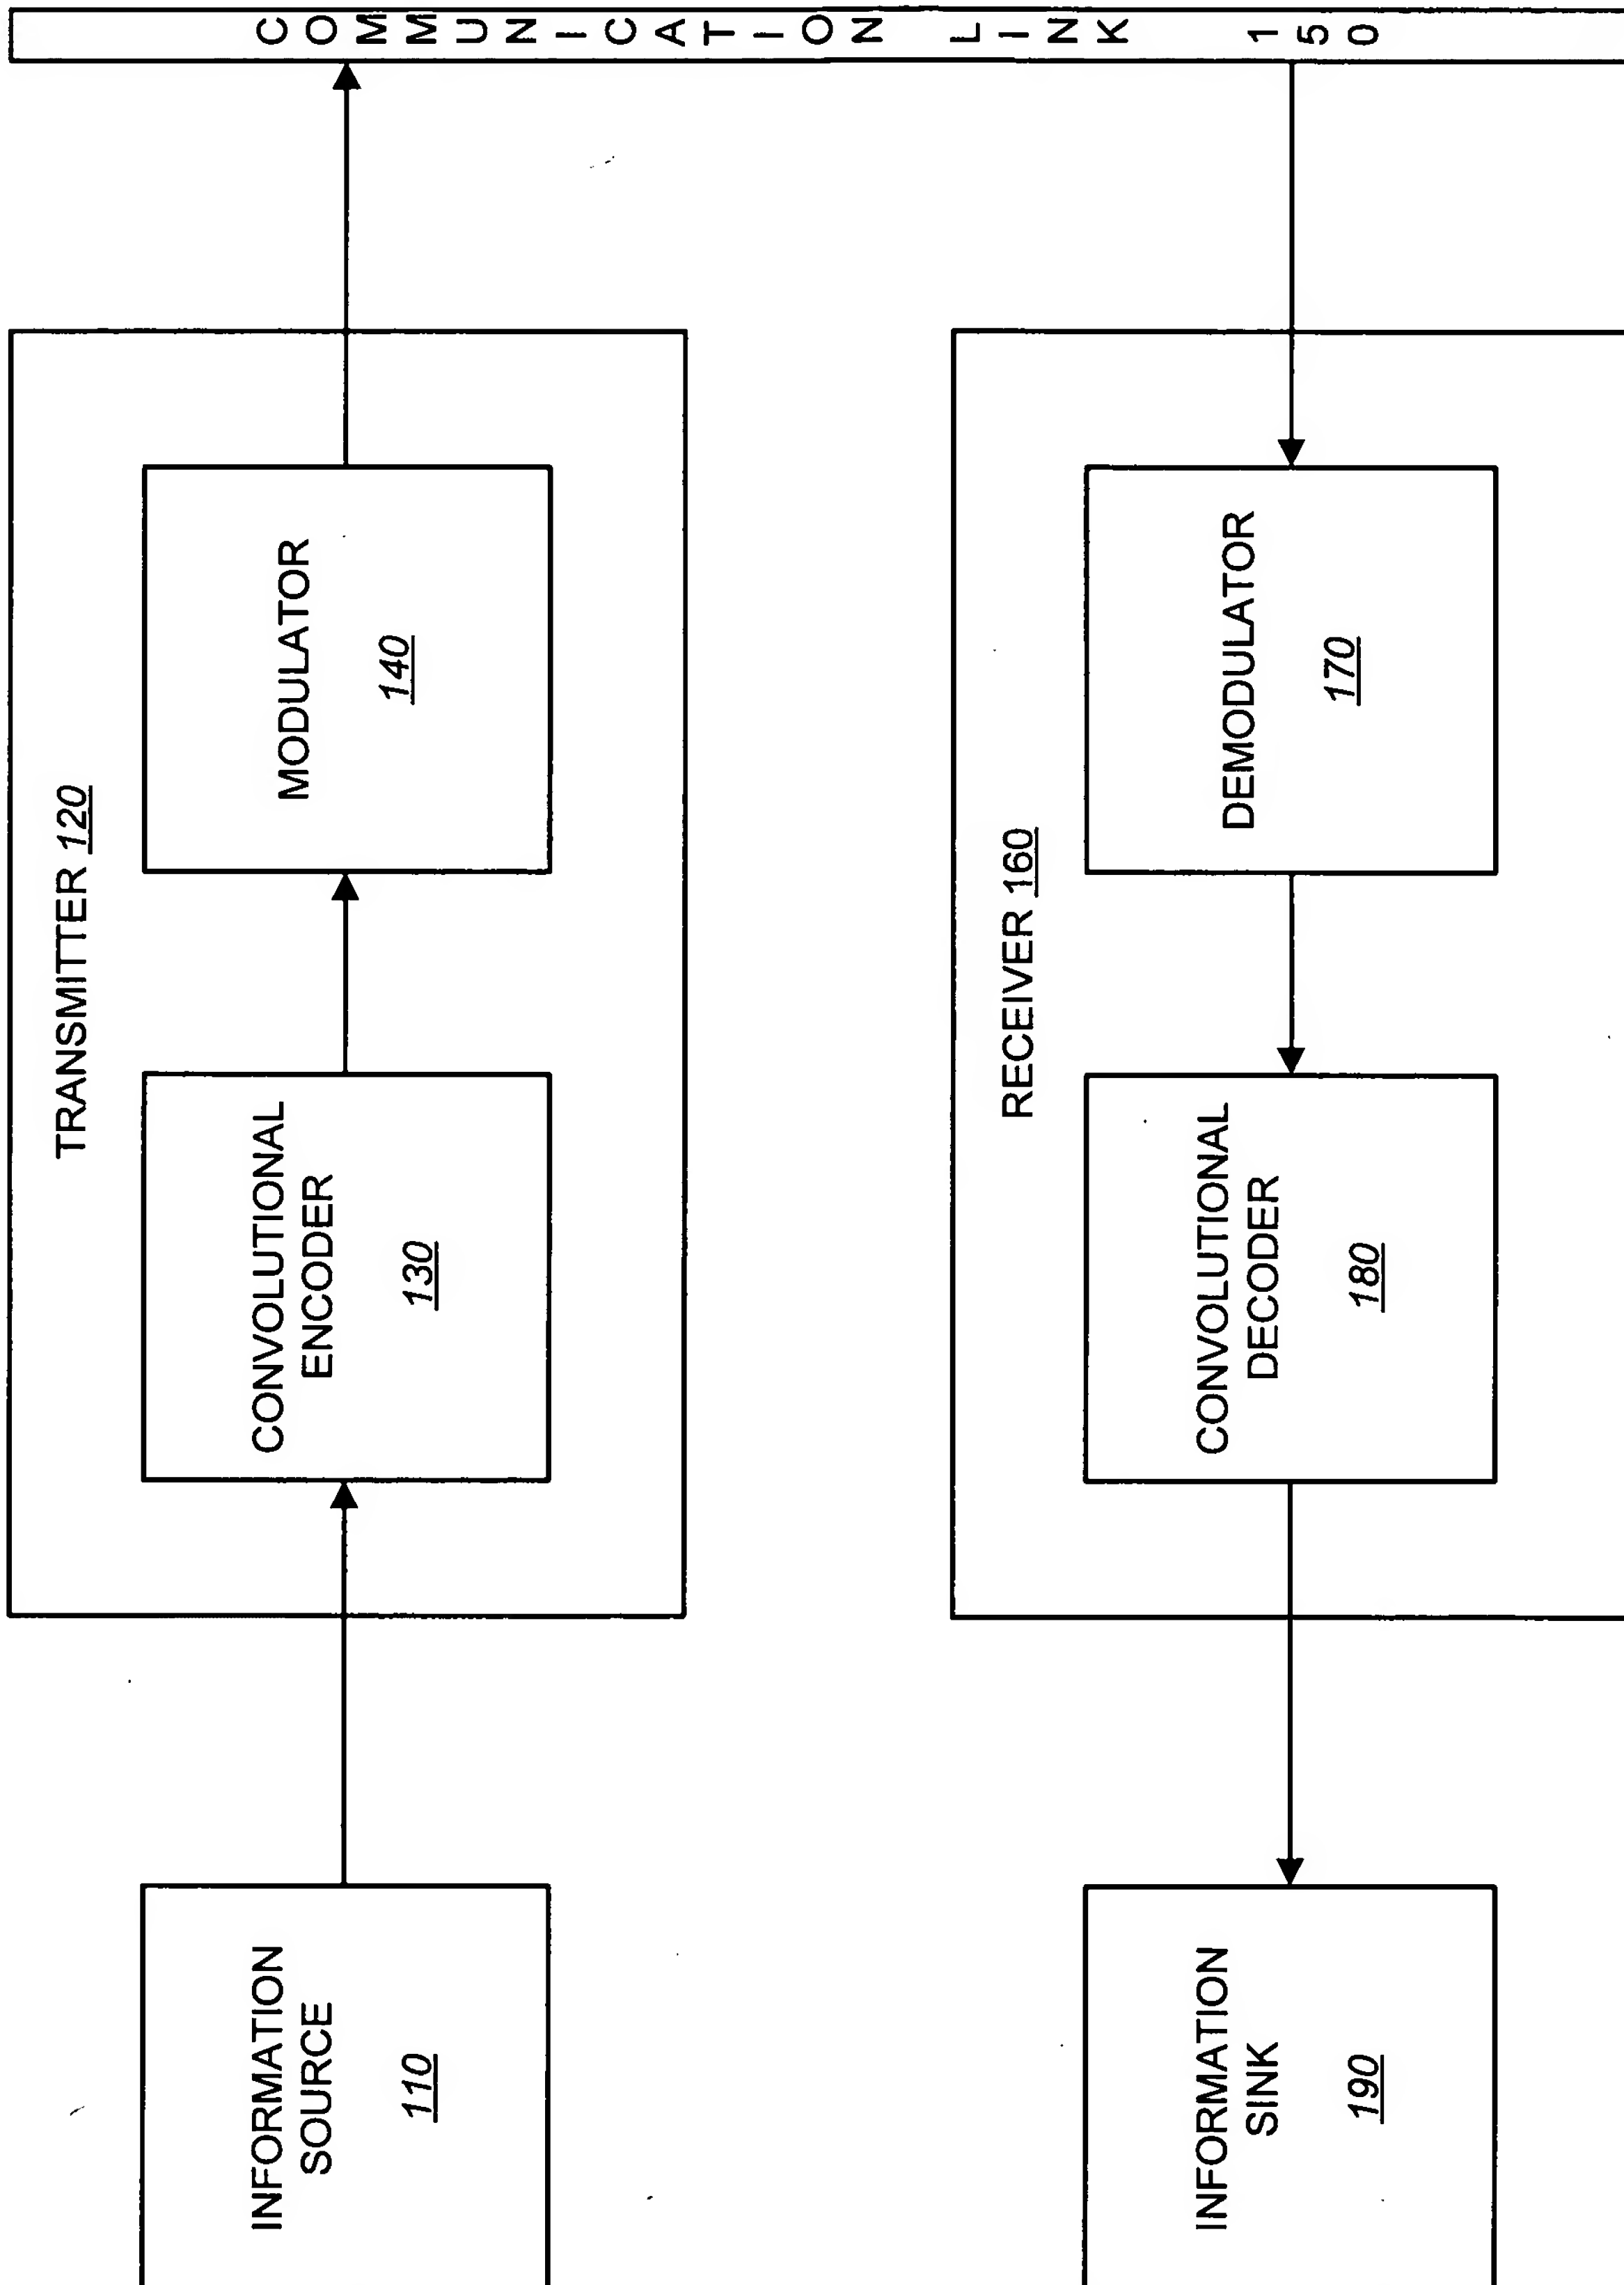 TRANSMITTER 120
INFORMATION
SOURCE
110
CONVOLUTIONAL
ENCODER
130
MODULATOR
140
COMMUNICATION LINK 150
RECEIVER 160
INFORMATION
SINK
190
CONVOLUTIONAL
DECODER
180
DEMODULATOR
170